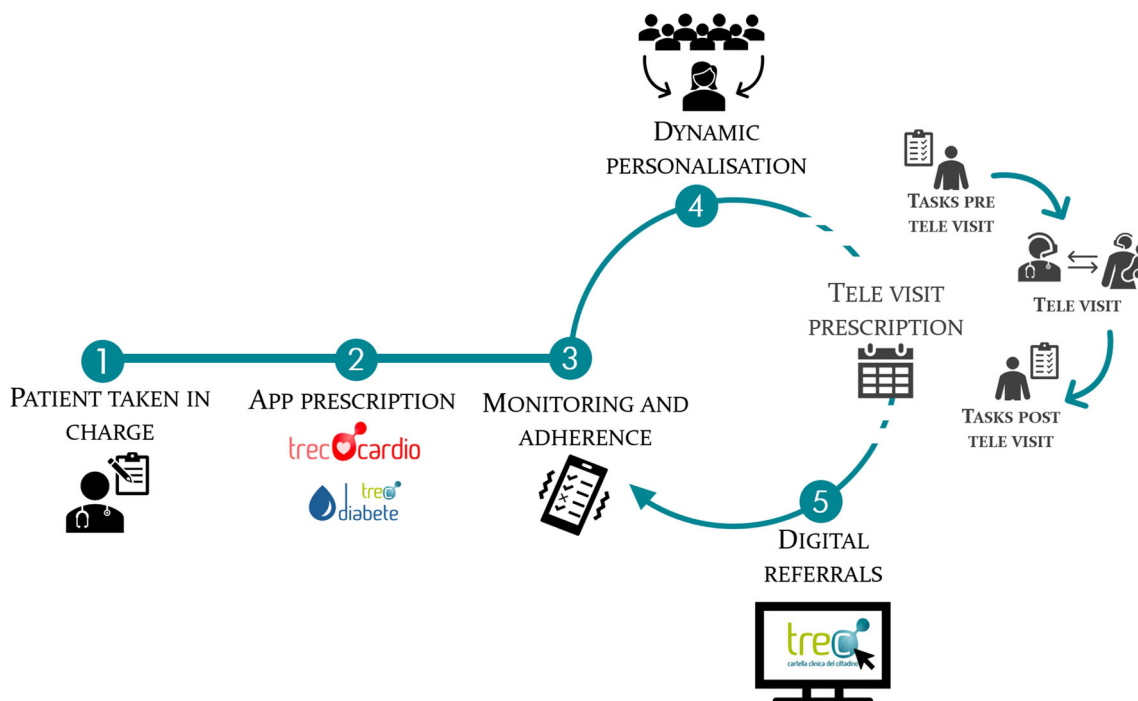 DYNAMIC
PERSONALISATION
4
TASKS PRE
TELE VISIT
TELE VISIT
PRESCRIPTION
TELE VISIT
TASKS POST
TELE VISIT
1
PATIENT TAKEN IN
CHARGE
2
APP PRESCRIPTION
trec cardio
trec
diabete
3
MONITORING AND
ADHERENCE
5
DIGITAL
REFERRALS
trec
cartella clinica del cittadino